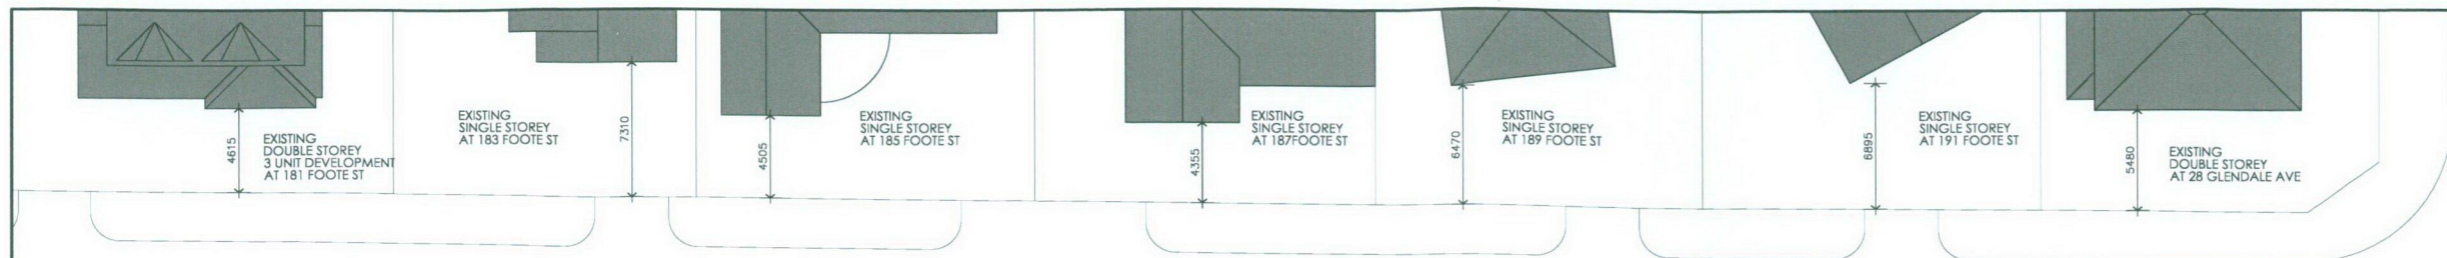 4615
EXISTING
DOUBLE STOREY
3 UNIT DEVELOPMENT
AT 181 FOOTE ST
EXISTING
SINGLE STOREY
AT 183 FOOTE ST
7310
4505
EXISTING
SINGLE STOREY
AT 185 FOOTE ST
4355
EXISTING
SINGLE STOREY
AT 187FOOTE ST
6470
EXISTING
SINGLE STOREY
AT 189 FOOTE ST
6895
EXISTING
SINGLE STOREY
AT 191 FOOTE ST
5480
EXISTING
DOUBLE STOREY
AT 28 GLENDALE AVE